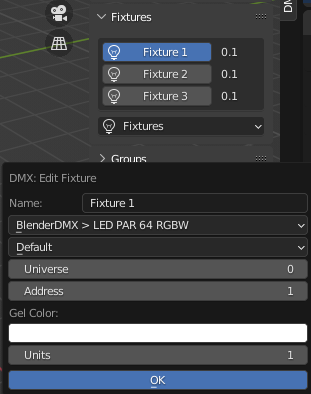 DM
Fixtures
Fixture 1 0.1
Fixture 2 0.1
Fixture 3 0.1
Fixtures
Groups
DMX: Edit Fixture
Name: Fixture 1
BlenderDMX > LED PAR 64 RGBW
Default
Universe 0
Address 1
Gel Color:
Units 1
OK